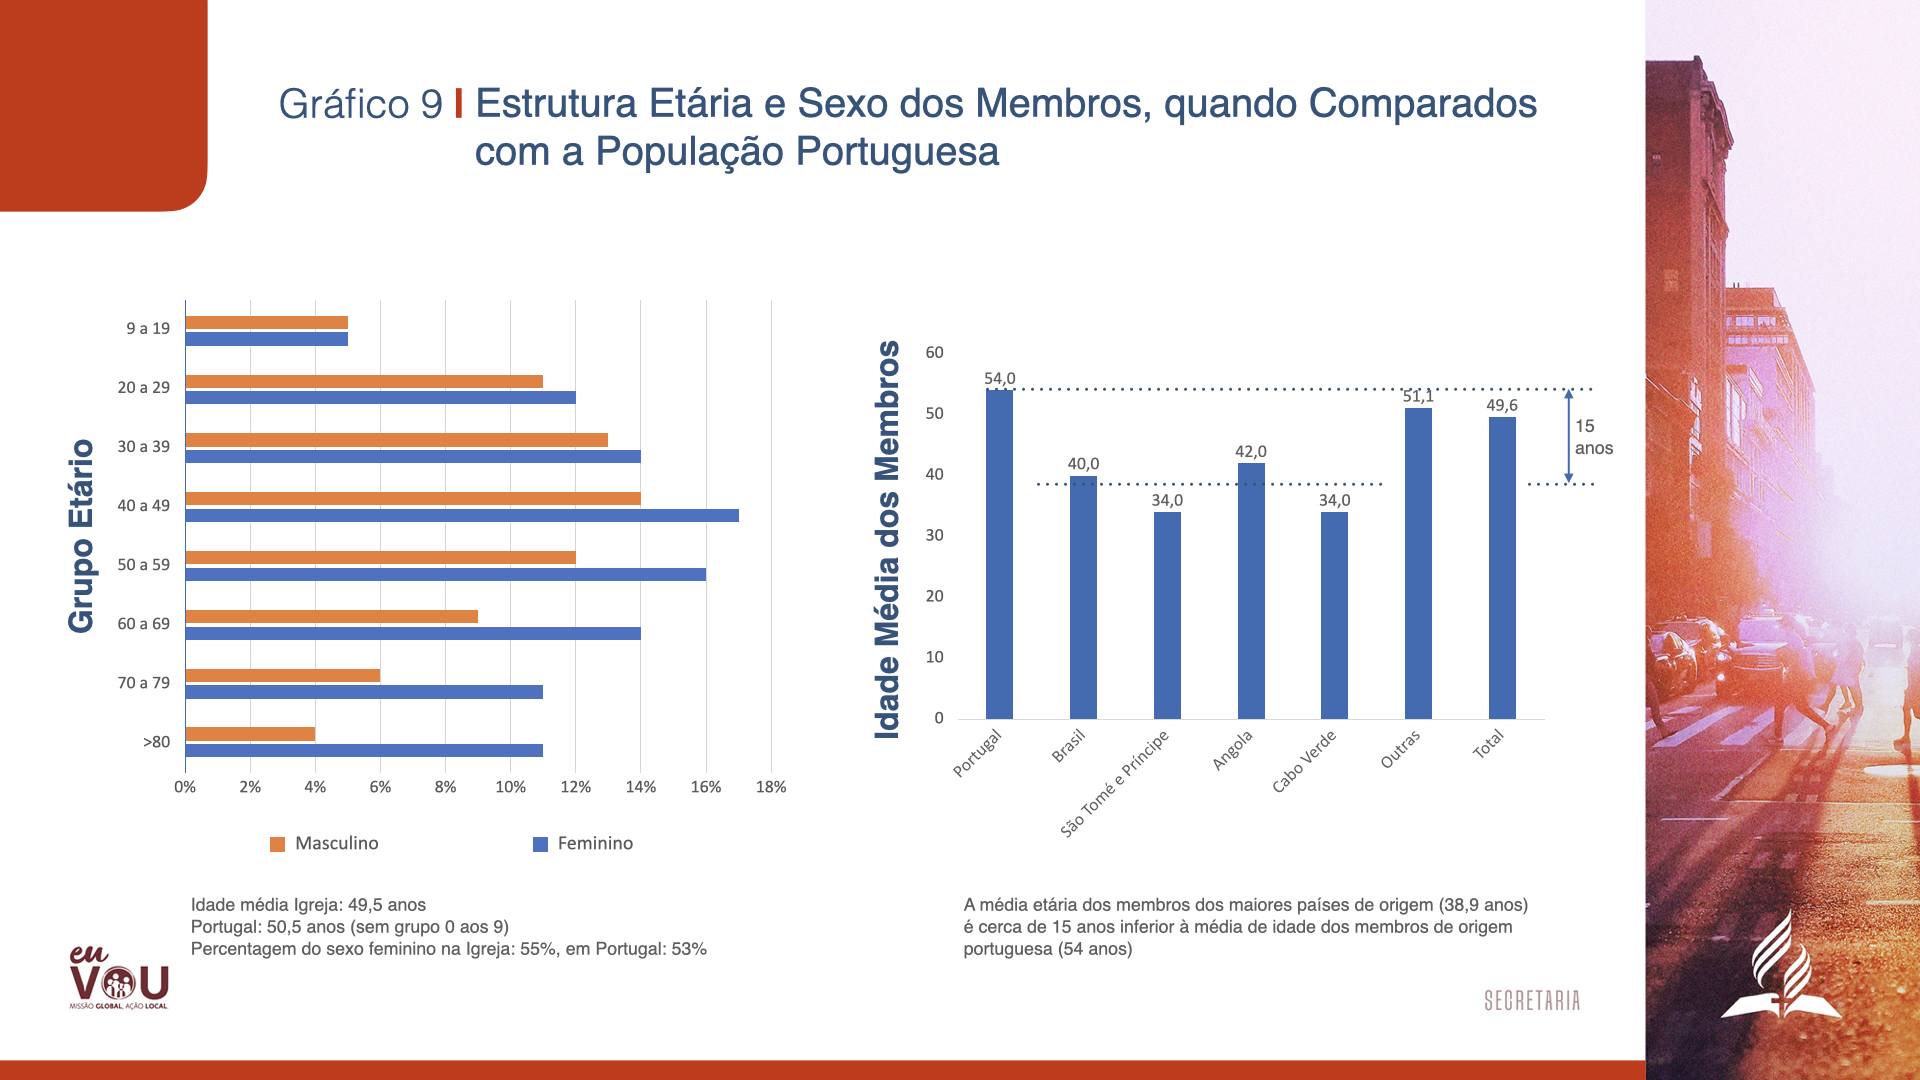 Gráfico 9 | Estrutura Etária e Sexo dos Membros, quando Comparados
com a População Portuguesa
Grupo Etário
9 a 19
20 a 29
30 a 39
40 a 49
50 a 59
60 a 69
70 a 79
>80
0% 2% 4% 6% 8% 10% 12% 14% 16% 18%
Masculino Feminino
Idade média Igreja: 49,5 anos
Portugal: 50,5 anos (sem grupo 0 aos 9)
Percentagem do sexo feminino na Igreja: 55%, em Portugal: 53%
Idade Média dos Membros
60
50
40
30
20
10
0
54,0
40,0
34,0
42,0
34,0
51,1
49,6
15
anos
Portugal
Brasil
São Tomé e Príncipe
Angola
Cabo Verde
Outras
Total
A média etária dos membros dos maiores países de origem (38,9 anos)
é cerca de 15 anos inferior à média de idade dos membros de origem
portuguesa (54 anos)
eu
VOU
MISSÃO GLOBAL, AÇÃO LOCAL
SECRETARIA